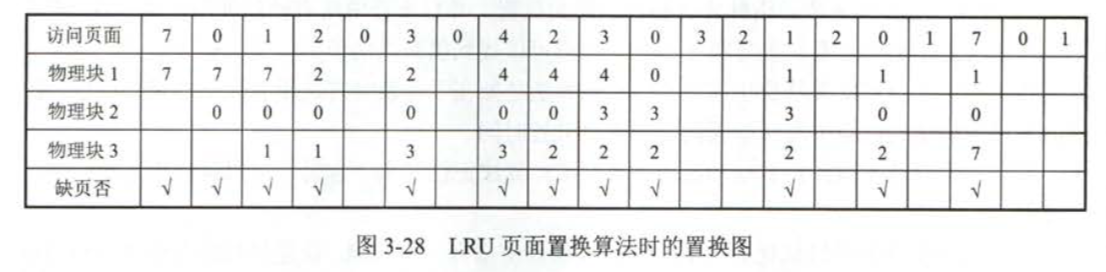 访问页面 7 0 1 2 0 3 0 4 2 3 0 3 2 1 2 0 1 7 0 1
物理块 1 7 7 7 2 2 4 4 4 0 1 1 1
物理块 2 0 0 0 0 0 0 3 3 3 0 0
物理块 3 1 1 3 3 2 2 2 2 2 7
缺页否 √ √ √ √ √ √ √ √ √ √ √ √
图 3-28 LRU 页面置换算法时的置换图